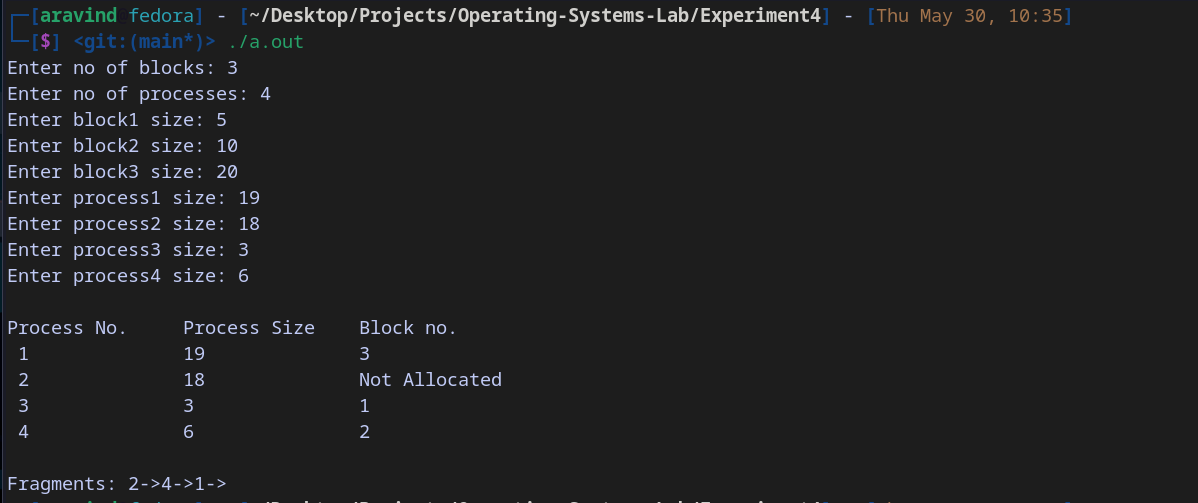 ┌─[aravind fedora] - [~/Desktop/Projects/Operating-Systems-Lab/Experiment4] - [Thu May 30, 10:35]
└─[$] <git:(main*)> ./a.out
Enter no of blocks: 3
Enter no of processes: 4
Enter block1 size: 5
Enter block2 size: 10
Enter block3 size: 20
Enter process1 size: 19
Enter process2 size: 18
Enter process3 size: 3
Enter process4 size: 6
Process No. Process Size Block no.
1 19 3
2 18 Not Allocated
3 3 1
4 6 2
Fragments: 2->4->1->